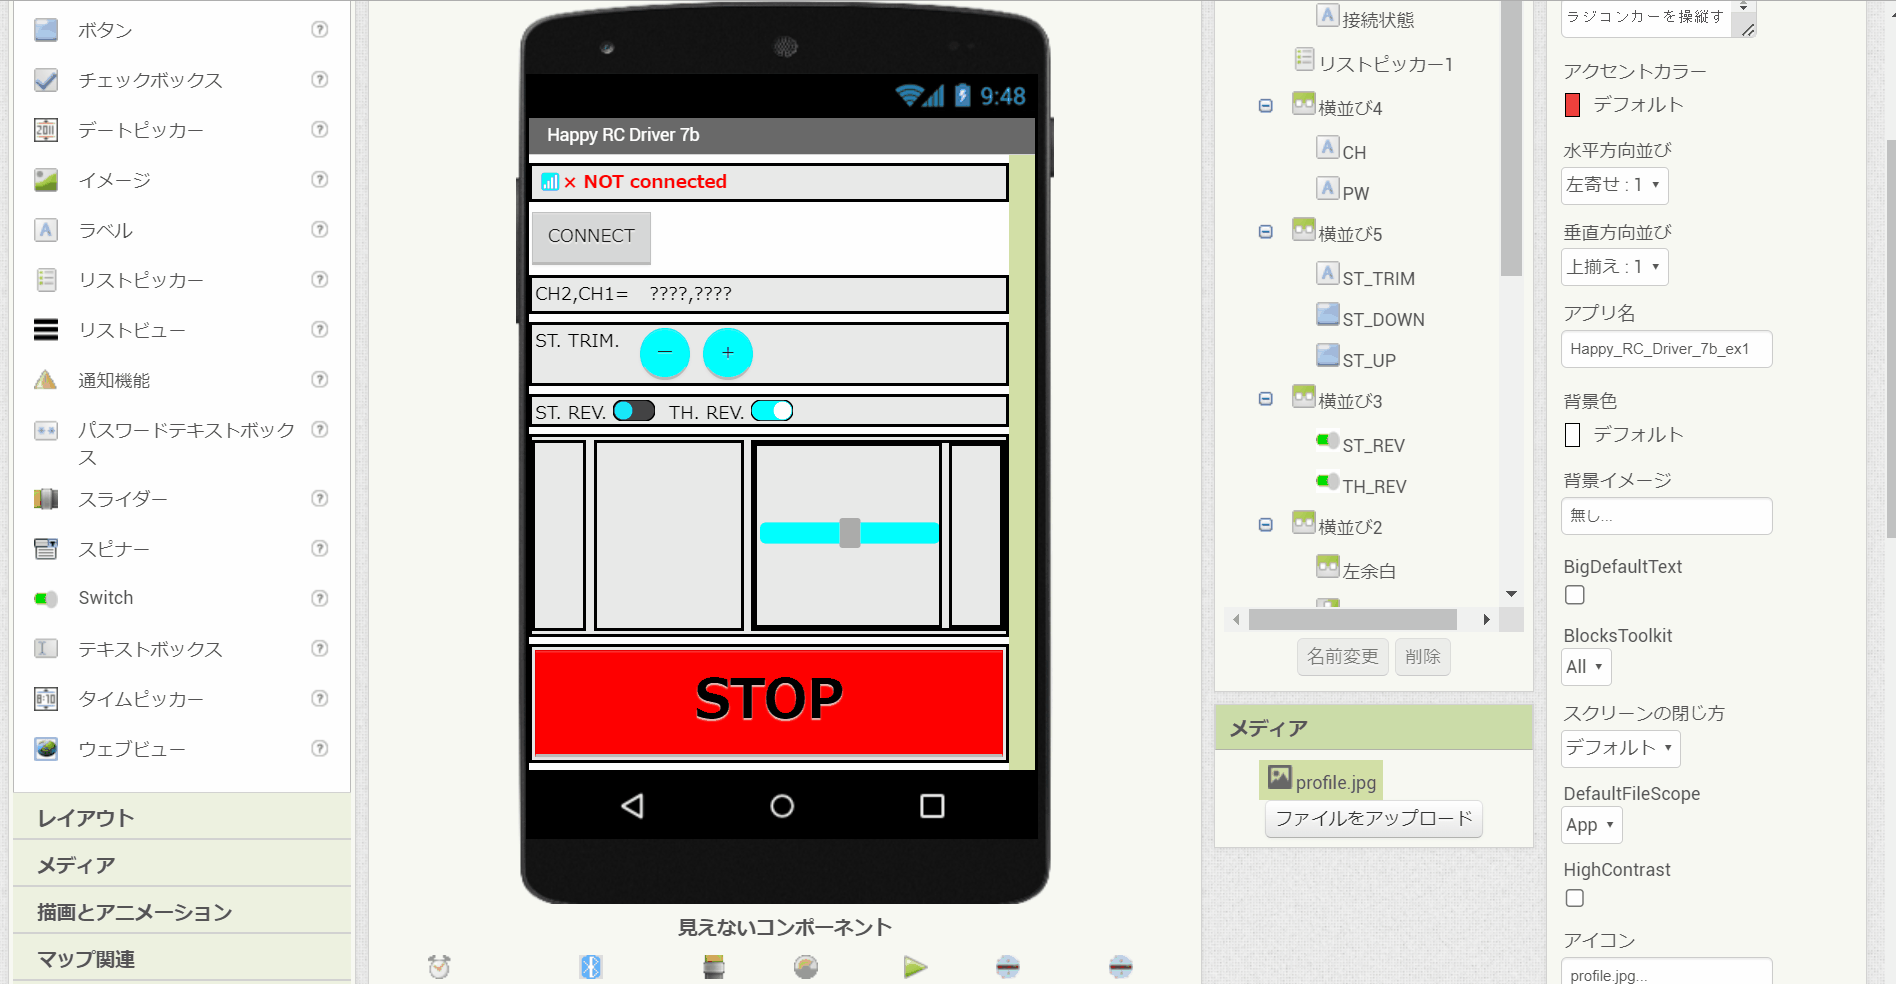 ボタン
チェックボックス
デートピッカー
イメージ
ラベル
リストピッカー
リストビュー
通知機能
パスワードテキストボック
ス
スライダー
スピナー
Switch
テキストボックス
タイムピッカー
ウェブビュー
レイアウト
メディア
描画とアニメーション
マップ関連
9:48
Happy RC Driver 7b
× NOT connected
CONNECT
CH2,CH1= ????,????
ST. TRIM. − +
ST. REV. TH. REV.
STOP
見えないコンポーネント
接続状態
リストピッカー1
横並び4
CH
PW
横並び5
ST_TRIM
ST_DOWN
ST_UP
横並び3
ST_REV
TH_REV
横並び2
左余白
名前変更 削除
メディア
profile.jpg
ファイルをアップロード
ラジコンカーを操縦す
アクセントカラー
デフォルト
水平方向並び
左寄せ : 1
垂直方向並び
上揃え : 1
アプリ名
Happy_RC_Driver_7b_ex1
背景色
デフォルト
背景イメージ
無し...
BigDefaultText
BlocksToolkit
All
スクリーンの閉じ方
デフォルト
DefaultFileScope
App
HighContrast
アイコン
profile.jpg...